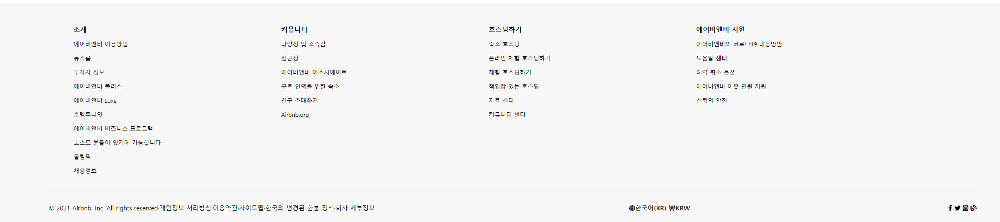 소개
에어비앤비 이용방법
뉴스룸
투자자 정보
에어비앤비 플러스
에어비앤비 Luxe
호텔투나잇
에어비앤비 비즈니스 프로그램
호스트 분들이 있기에 가능합니다
올림픽
채용정보
커뮤니티
다양성 및 소속감
접근성
에어비앤비 어소시에이트
구호 인력을 위한 숙소
친구 초대하기
Airbnb.org
호스팅하기
숙소 호스팅
온라인 체험 호스팅하기
체험 호스팅하기
책임감 있는 호스팅
자료 센터
커뮤니티 센터
에어비앤비 지원
에어비앤비의 코로나19 대응방안
도움말 센터
예약 취소 옵션
에어비앤비 이웃 민원 지원
신뢰와 안전
© 2021 Airbnb, Inc. All rights reserved·개인정보 처리방침·이용약관·사이트맵·한국의 변경된 환불 정책·회사 세부정보
한국어(KR) ₩KRW